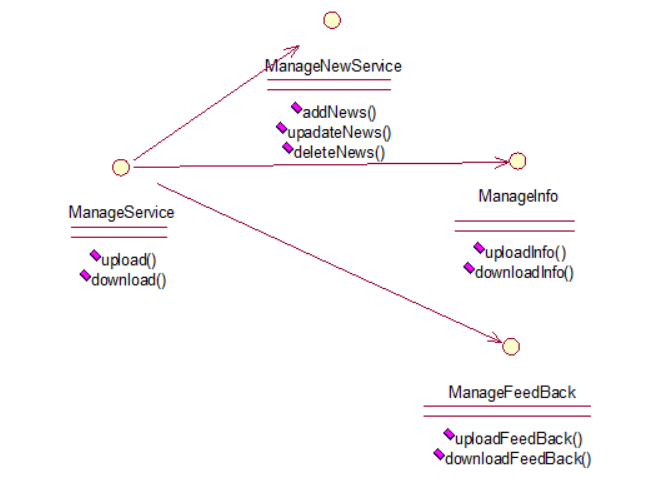 ManageNewService
addNews()
upadateNews()
deleteNews()
ManageService
upload()
download()
ManageInfo
uploadInfo()
downloadInfo()
ManageFeedBack
uploadFeedBack()
downloadFeedBack()